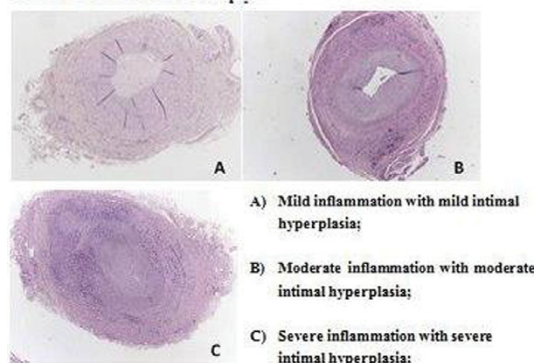 A
B
C
A) Mild inflammation with mild intimal
hyperplasia;
B) Moderate inflammation with moderate
intimal hyperplasia;
C) Severe inflammation with severe
intimal hyperplasia;